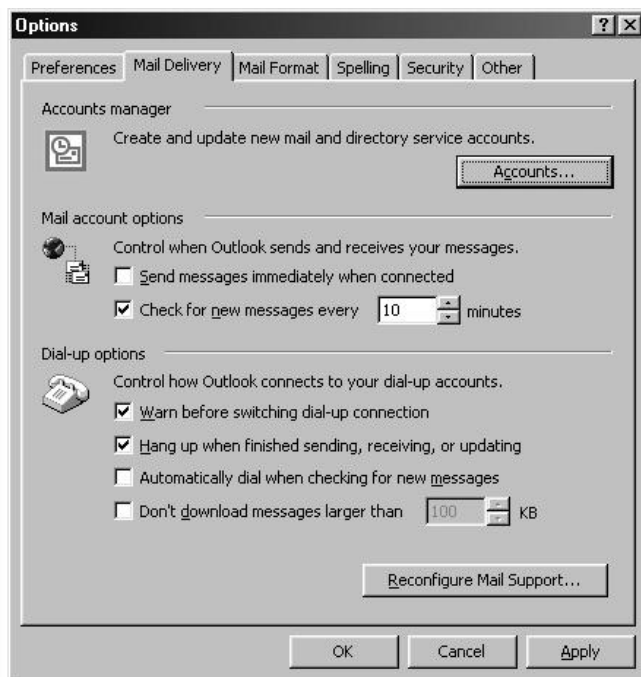 Options
? X
Preferences Mail Delivery Mail Format Spelling Security Other
Accounts manager
Create and update new mail and directory service accounts.
Accounts...
Mail account options
Control when Outlook sends and receives your messages.
Send messages immediately when connected
Check for new messages every 10 minutes
Dial-up options
Control how Outlook connects to your dial-up accounts.
Warn before switching dial-up connection
Hang up when finished sending, receiving, or updating
Automatically dial when checking for new messages
Don't download messages larger than 100 KB
Reconfigure Mail Support...
OK Cancel Apply